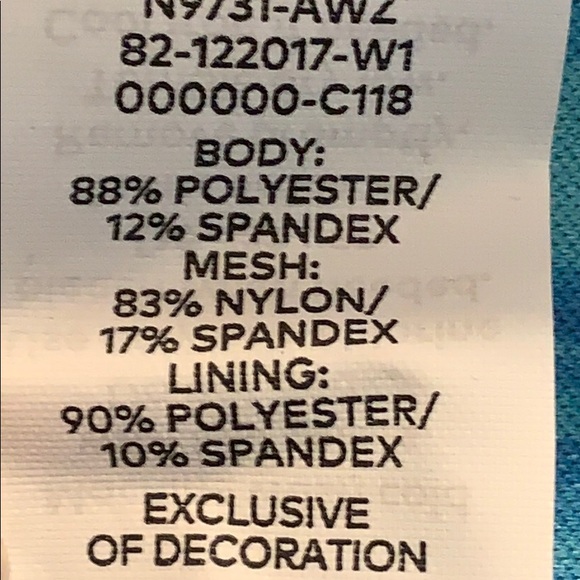 N9731-AWZ
82-122017-W1
000000-C118
BODY:
88% POLYESTER/
12% SPANDEX
MESH:
83% NYLON/
17% SPANDEX
LINING:
90% POLYESTER/
10% SPANDEX
EXCLUSIVE
OF DECORATION